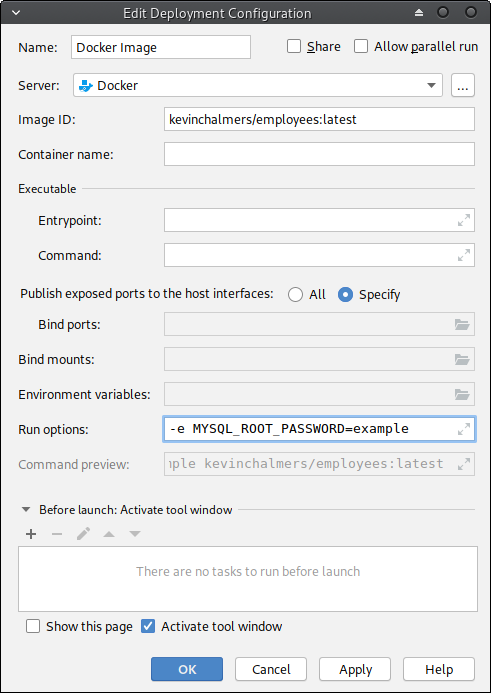 Edit Deployment Configuration
Name: Docker Image Share Allow parallel run
Server: Docker ...
Image ID: kevinchalmers/employees:latest
Container name:
Executable
Entrypoint:
Command:
Publish exposed ports to the host interfaces: All Specify
Bind ports:
Bind mounts:
Environment variables:
Run options: -e MYSQL_ROOT_PASSWORD=example
Command preview: mple kevinchalmers/employees:latest
Before launch: Activate tool window
There are no tasks to run before launch
Show this page Activate tool window
OK Cancel Apply Help